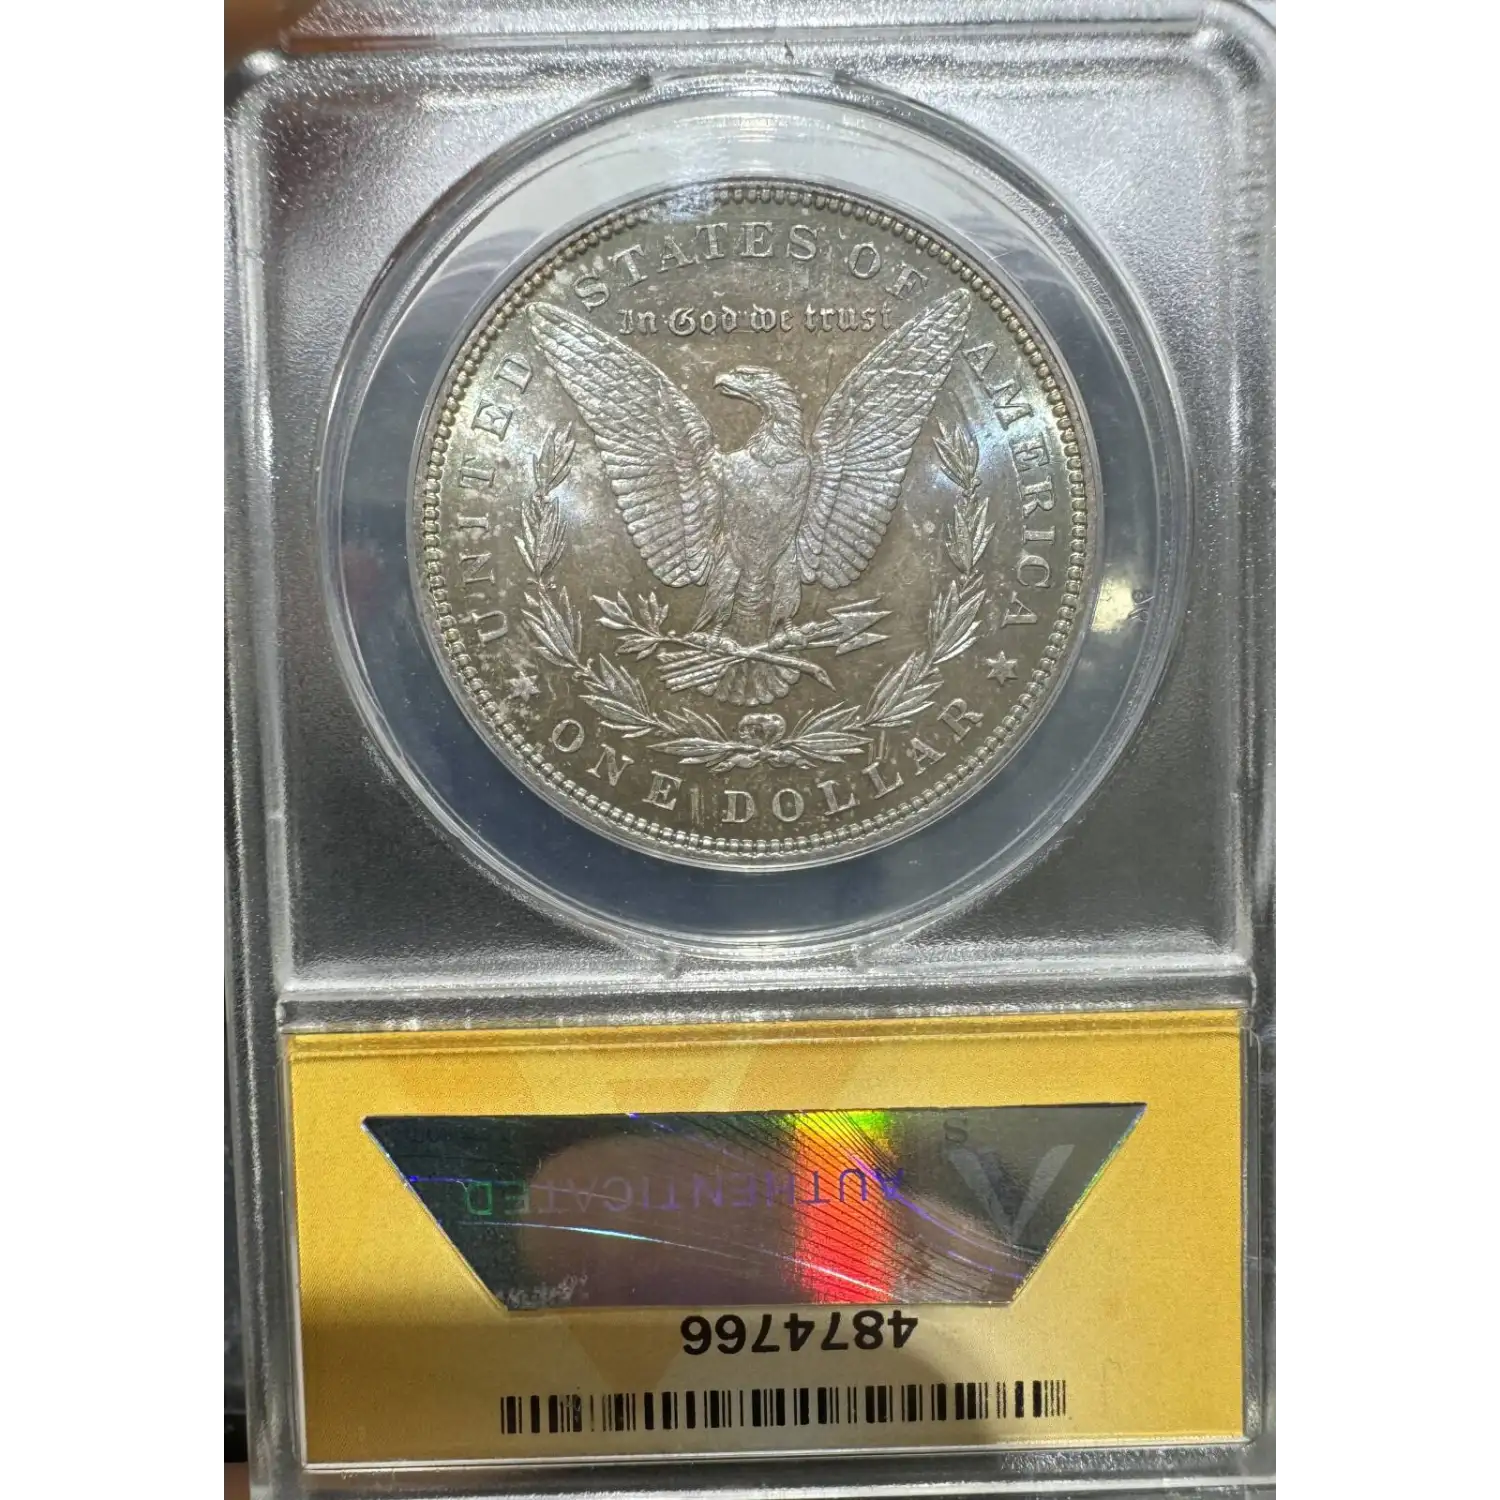 UNITED STATES OF AMERICA
In God we trust
ONE DOLLAR
AUTHENTICATED
4874766